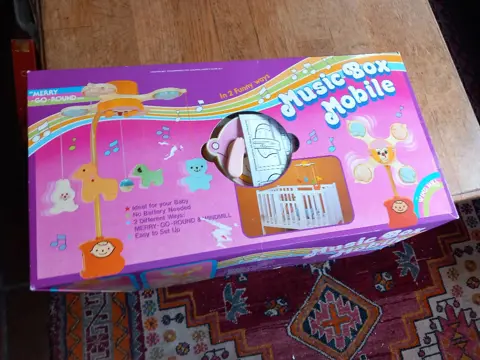 in 2 Funny ways
Music Box
Mobile
MERRY
-GO-ROUND
★ Ideal for your Baby
No Battery Needed
2 Different Ways:
MERRY-GO-ROUND & WINDMILL
Easy to Set Up
Music Box